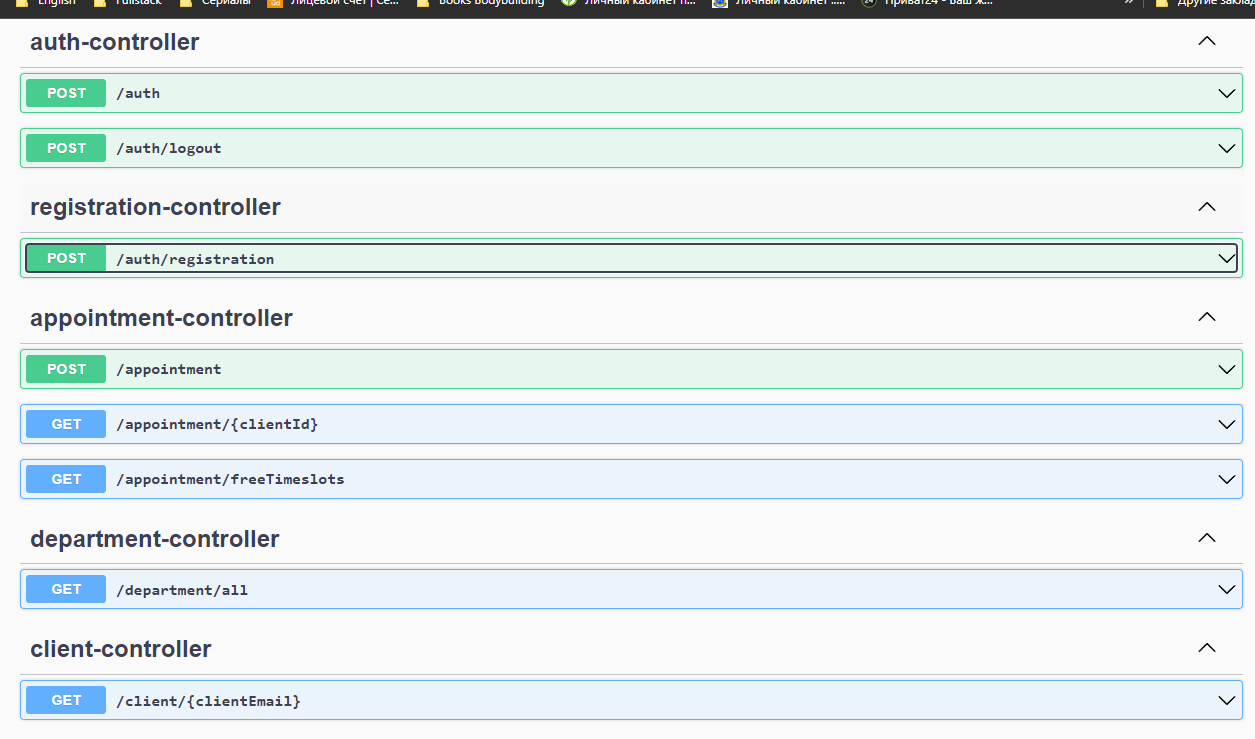 English Fullstack Сериалы Лицевой счет | Се... Books Bodybuilding Личный кабинет п... Личный кабинет ..... 24 Приват24 - Ваш ж... » Другие заклад
auth-controller
POST /auth
POST /auth/logout
registration-controller
POST /auth/registration
appointment-controller
POST /appointment
GET /appointment/{clientId}
GET /appointment/freeTimeslots
department-controller
GET /department/all
client-controller
GET /client/{clientEmail}